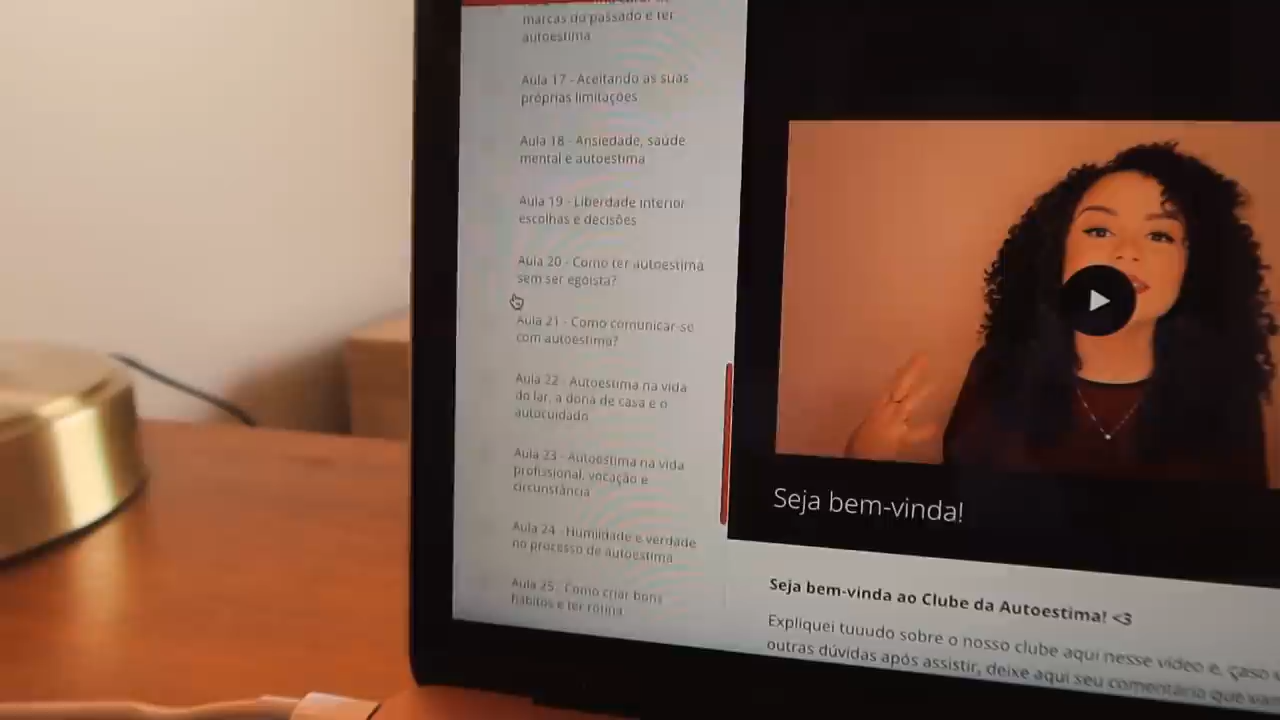 marcas do passado e ter
autoestima
Aula 17 - Aceitando as suas
próprias limitações
Aula 18 - Ansiedade, saúde
mental e autoestima
Aula 19 - Liberdade interior
escolhas e decisões
Aula 20 - Como ter autoestima
sem ser egoísta?
Aula 21 - Como comunicar-se
com autoestima?
Aula 22 - Autoestima na vida
do lar, a dona de casa e o
autocuidado
Aula 23 - Autoestima na vida
profissional, vocação e
circunstância
Aula 24 - Humildade e verdade
no processo de autoestima
Aula 25 - Como criar bons
hábitos e ter rotina
Seja bem-vinda!
Seja bem-vinda ao Clube da Autoestima! <3
Expliquei tuuudo sobre o nosso clube aqui nesse vídeo e, caso
outras dúvidas após assistir, deixe aqui seu comentário que